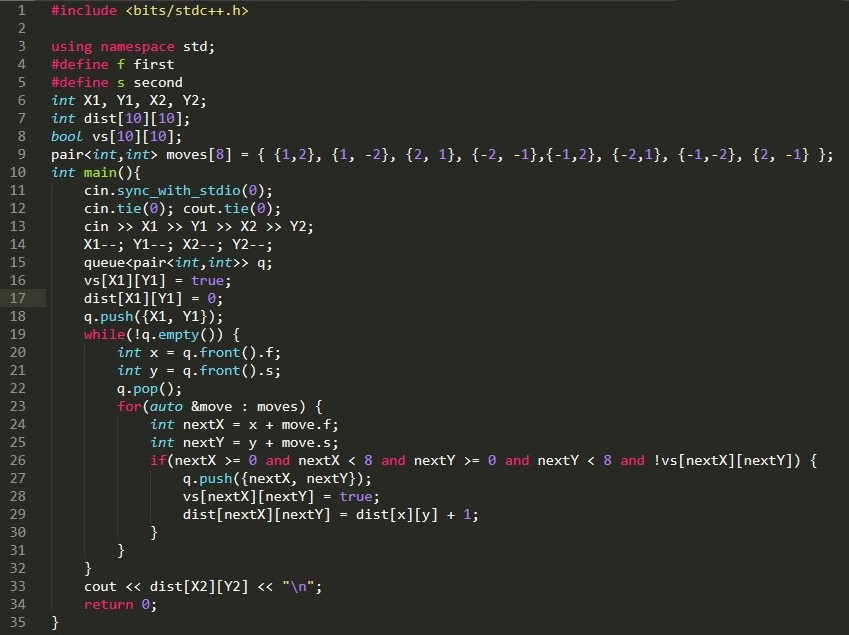 1 #include <bits/stdc++.h>
2
3 using namespace std;
4 #define f first
5 #define s second
6 int X1, Y1, X2, Y2;
7 int dist[10][10];
8 bool vs[10][10];
9 pair<int,int> moves[8] = { {1,2}, {1, -2}, {2, 1}, {-2, -1},{-1,2}, {-2,1}, {-1,-2}, {2, -1} };
10 int main(){
11     cin.sync_with_stdio(0);
12     cin.tie(0); cout.tie(0);
13     cin >> X1 >> Y1 >> X2 >> Y2;
14     X1--; Y1--; X2--; Y2--;
15     queue<pair<int,int>> q;
16     vs[X1][Y1] = true;
17     dist[X1][Y1] = 0;
18     q.push({X1, Y1});
19     while(!q.empty()) {
20         int x = q.front().f;
21         int y = q.front().s;
22         q.pop();
23         for(auto &move : moves) {
24             int nextX = x + move.f;
25             int nextY = y + move.s;
26             if(nextX >= 0 and nextX < 8 and nextY >= 0 and nextY < 8 and !vs[nextX][nextY]) {
27                 q.push({nextX, nextY});
28                 vs[nextX][nextY] = true;
29                 dist[nextX][nextY] = dist[x][y] + 1;
30             }
31         }
32     }
33     cout << dist[X2][Y2] << "\n";
34     return 0;
35 }